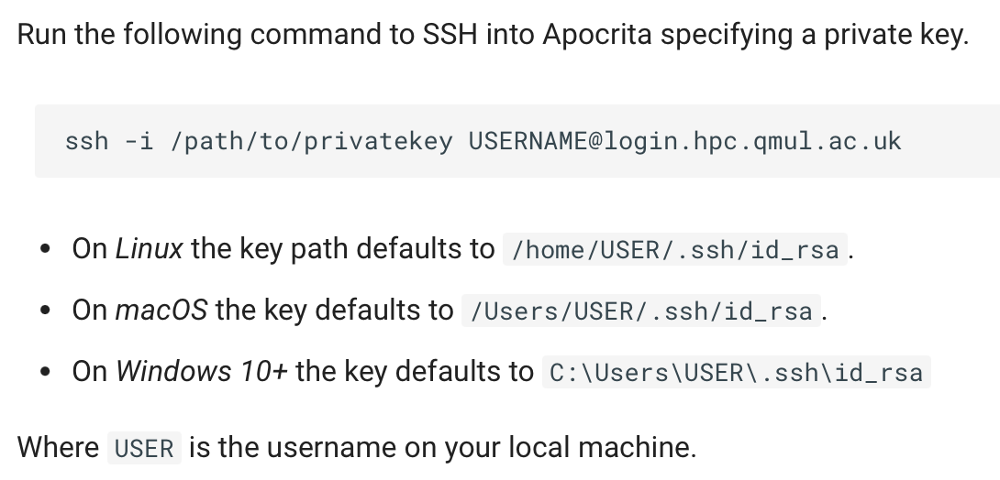 Run the following command to SSH into Apocrita specifying a private key.
ssh -i /path/to/privatekey USERNAME@login.hpc.qmul.ac.uk
• On Linux the key path defaults to /home/USER/.ssh/id_rsa.
• On macOS the key defaults to /Users/USER/.ssh/id_rsa.
• On Windows 10+ the key defaults to C:\Users\USER\.ssh\id_rsa
Where USER is the username on your local machine.